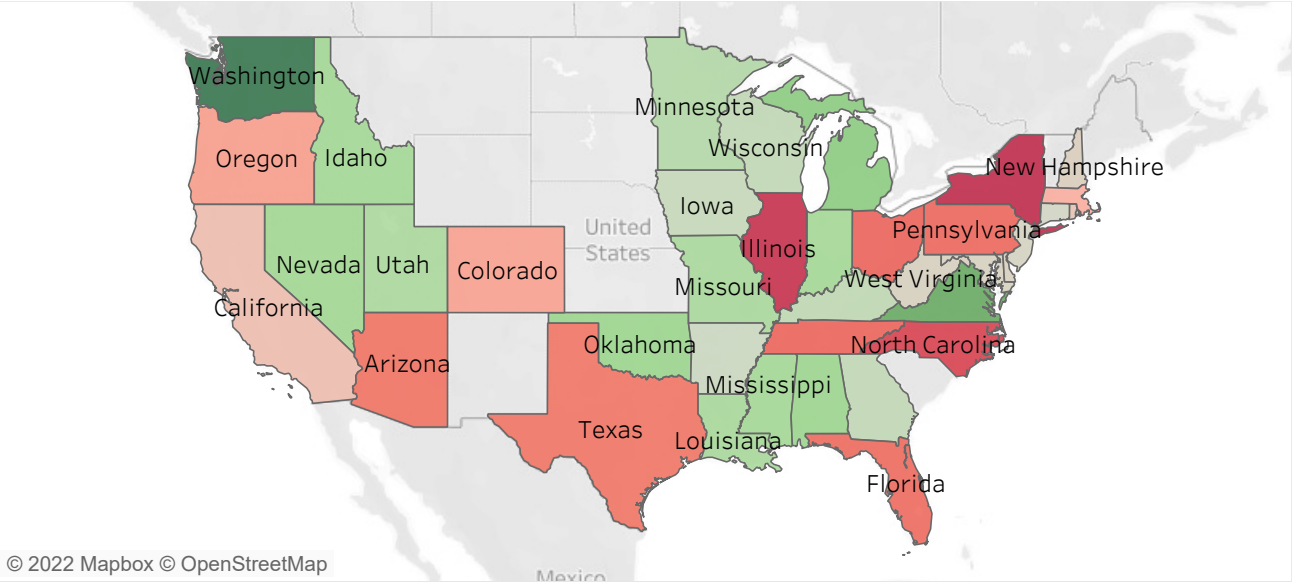 Washington
Minnesota
Wisconsin
Oregon
Idaho
New Hampshire
Iowa
United
States
Pennsylvania
Illinois
Nevada
Utah
Colorado
Missouri
West Virginia
California
Arizona
Oklahoma
North Carolina
Mississippi
Texas
Louisiana
Florida
© 2022 Mapbox © OpenStreetMap
Mexico